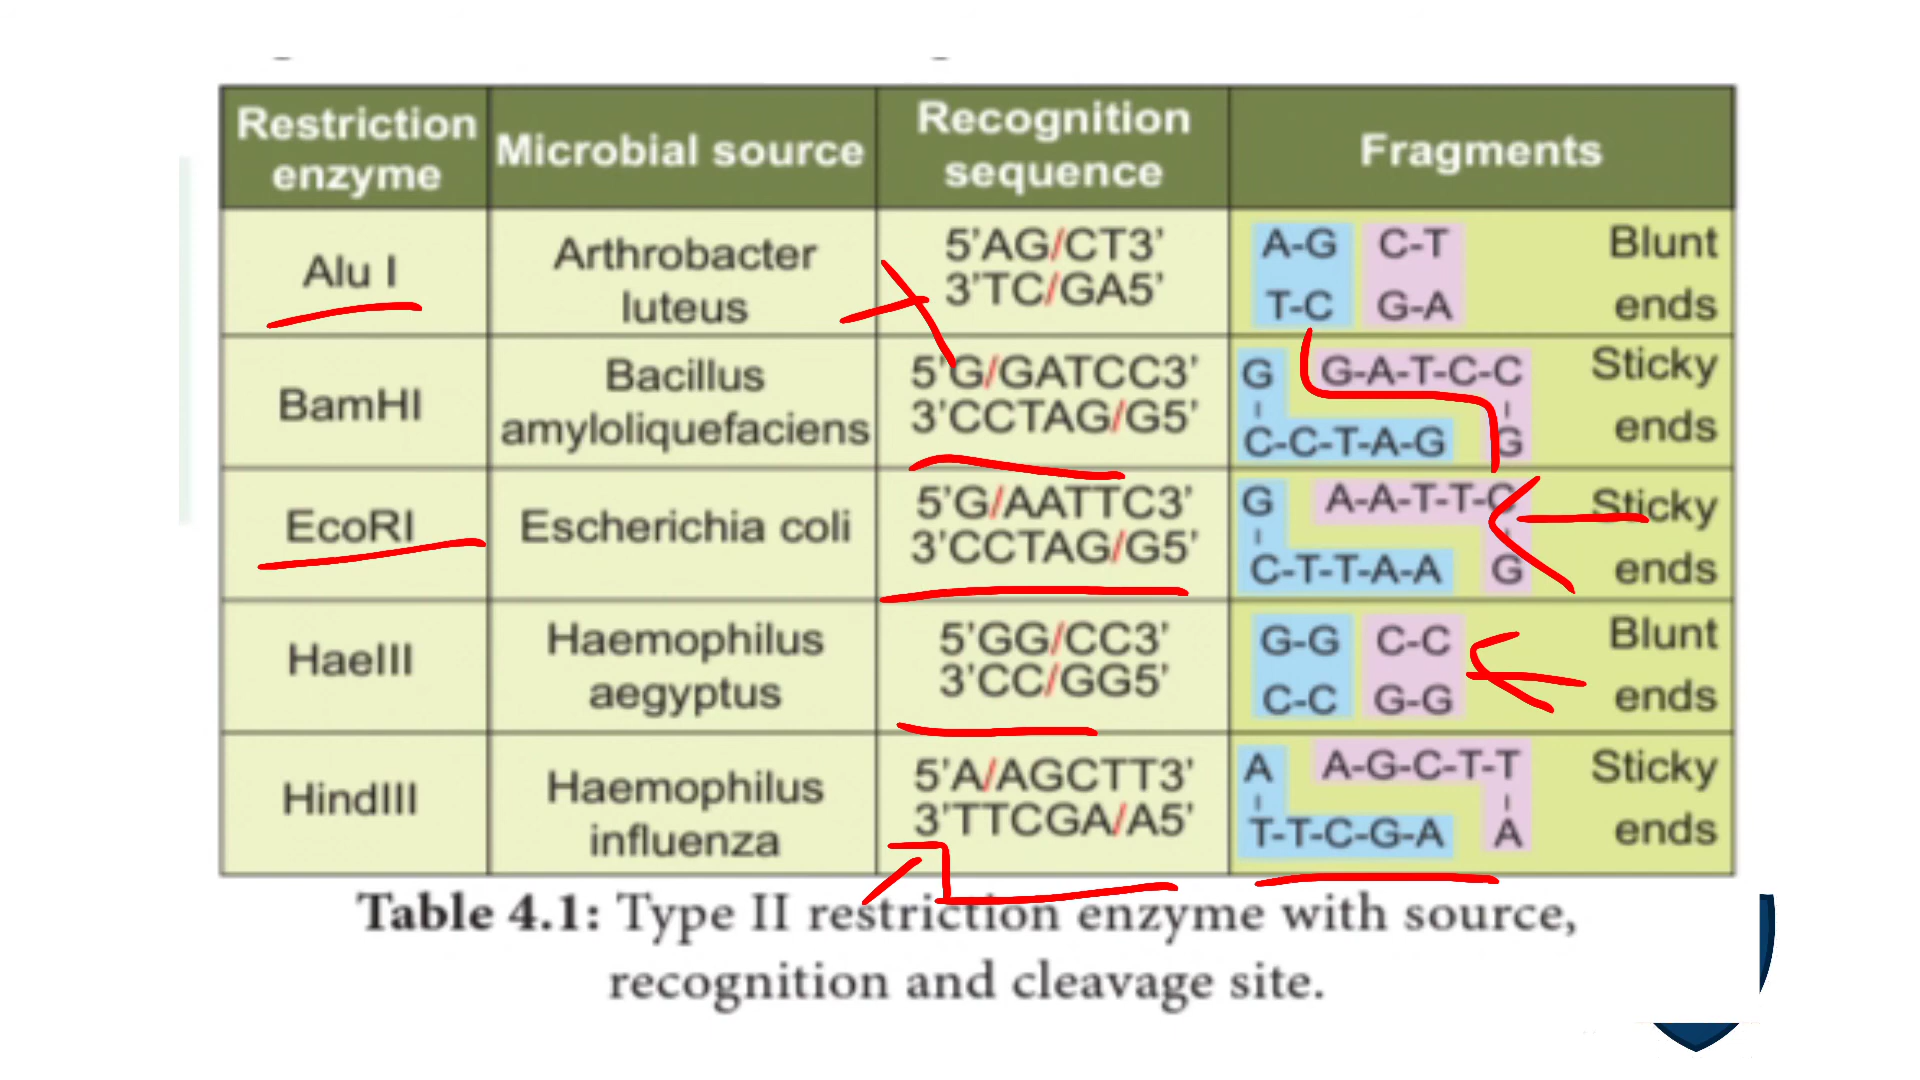 Restriction enzyme
Microbial source
Recognition sequence
Fragments
Alu I
Arthrobacter luteus
5'AG/CT3'
3'TC/GA5'
A-G C-T
T-C G-A
Blunt ends
BamHI
Bacillus amyloliquefaciens
5'G/GATCC3'
3'CCTAG/G5'
G G-A-T-C-C
C-C-T-A-G G
Sticky ends
EcoRI
Escherichia coli
5'G/AATTC3'
3'CCTAG/G5'
G A-A-T-T-C
C-T-T-A-A G
Sticky ends
HaeIII
Haemophilus aegyptus
5'GG/CC3'
3'CC/GG5'
G-G C-C
C-C G-G
Blunt ends
HindIII
Haemophilus influenza
5'A/AGCTT3'
3'TTCGA/A5'
A A-G-C-T-T
T-T-C-G-A A
Sticky ends
Table 4.1: Type II restriction enzyme with source,
recognition and cleavage site.